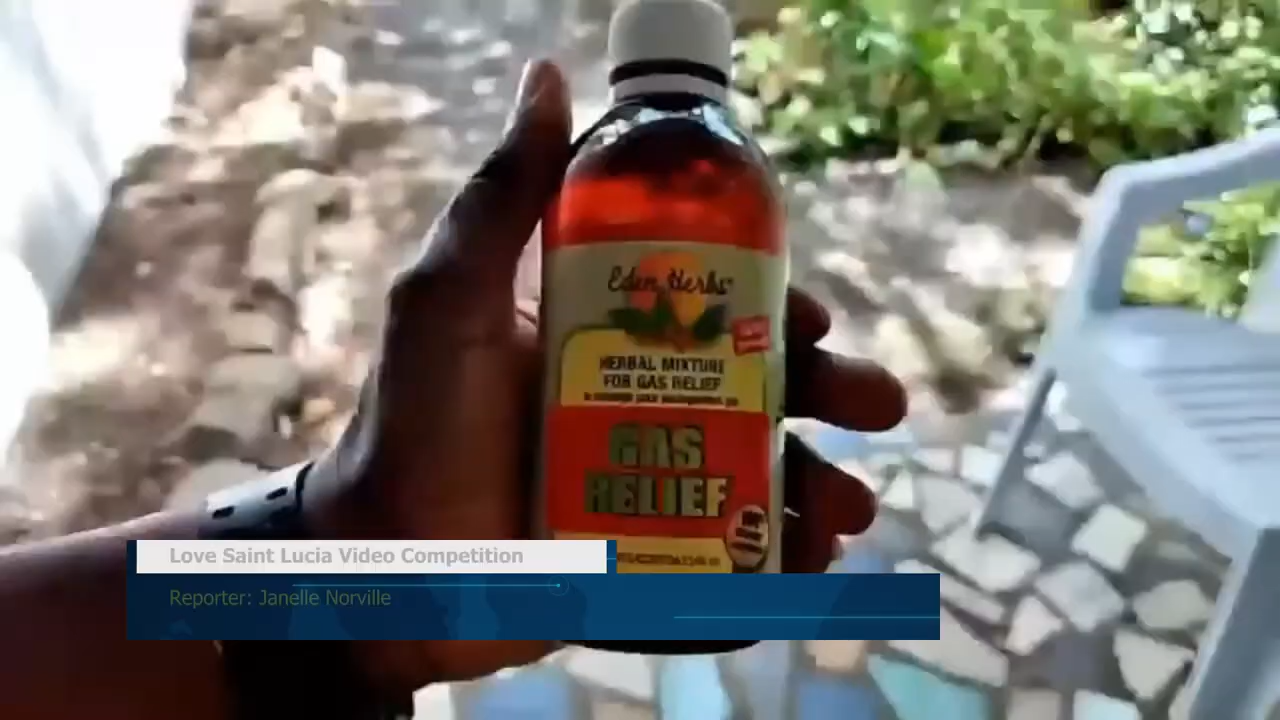 Eden Herbs
HERBAL MIXTURE
FOR GAS RELIEF
GAS
RELIEF
Love Saint Lucia Video Competition
Reporter: Janelle Norville